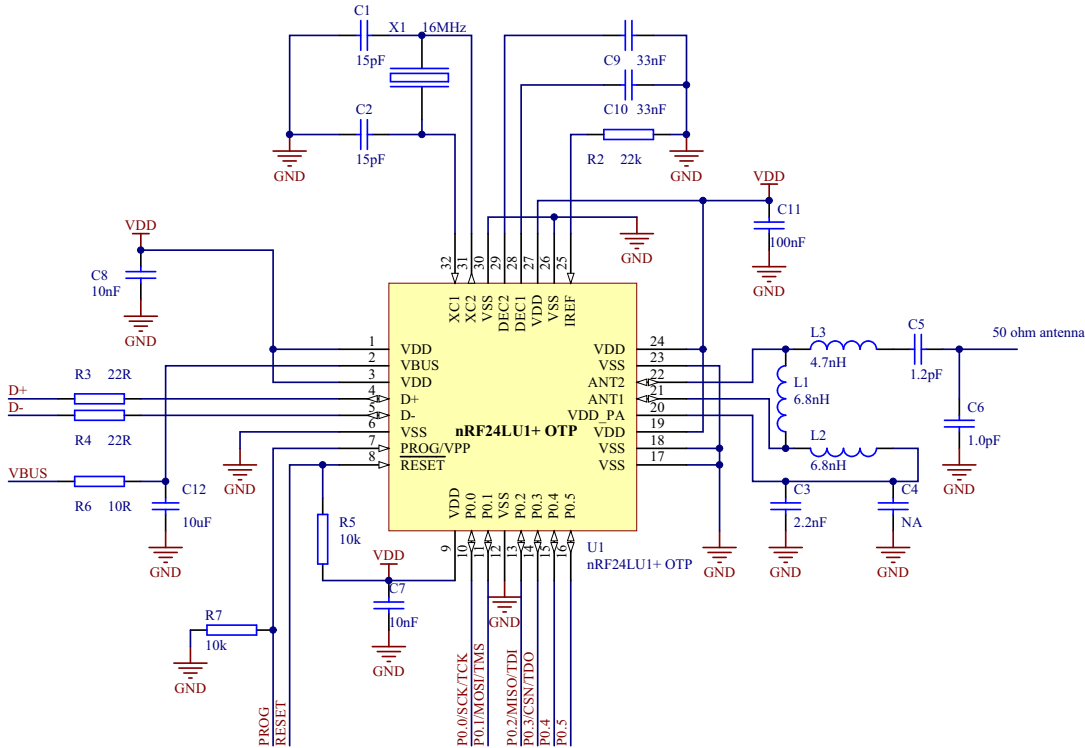 C1
X1 16MHz
15pF
C2
15pF
GND
C9 33nF
C10 33nF
R2 22k
GND
VDD
C11
100nF
GND
GND
VDD
C8
10nF
GND
32
31
30
29
28
27
26
25
XC1
XC2
VSS
DEC2
DEC1
VDD
VSS
IREF
1 VDD
2 VBUS
3 VDD
4 D+
5 D-
6 VSS
7 PROG/VPP
8 RESET
VDD 24
VSS 23
ANT2 22
ANT1 21
VDD_PA 20
VDD 19
VSS 18
VSS 17
nRF24LU1+ OTP
VDD
P0.0
P0.1
VSS
P0.2
P0.3
P0.4
P0.5
9
10
11
12
13
14
15
16
U1
nRF24LU1+ OTP
D+
D-
R3 22R
R4 22R
GND
VBUS
R6 10R
C12
10uF
GND
R5
10k
VDD
C7
10nF
GND
GND
R7
10k
GND
PROG
RESET
P0.0/SCK/TCK
P0.1/MOSI/TMS
P0.2/MISO/TDI
P0.3/CSN/TDO
P0.4
P0.5
L3
4.7nH
C5
1.2pF
50 ohm antenna
L1
6.8nH
L2
6.8nH
C6
1.0pF
GND
C3
2.2nF
GND
C4
NA
GND
GND